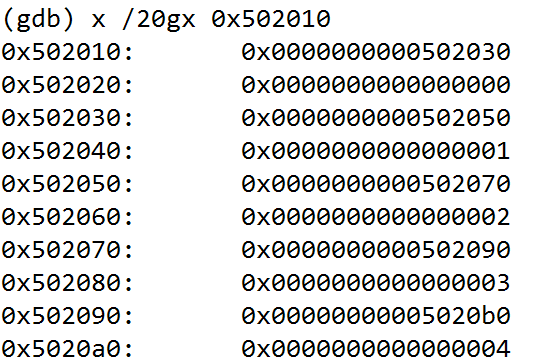 (gdb) x /20gx 0x502010
0x502010: 0x0000000000502030
0x502020: 0x0000000000000000
0x502030: 0x0000000000502050
0x502040: 0x0000000000000001
0x502050: 0x0000000000502070
0x502060: 0x0000000000000002
0x502070: 0x0000000000502090
0x502080: 0x0000000000000003
0x502090: 0x00000000005020b0
0x5020a0: 0x0000000000000004